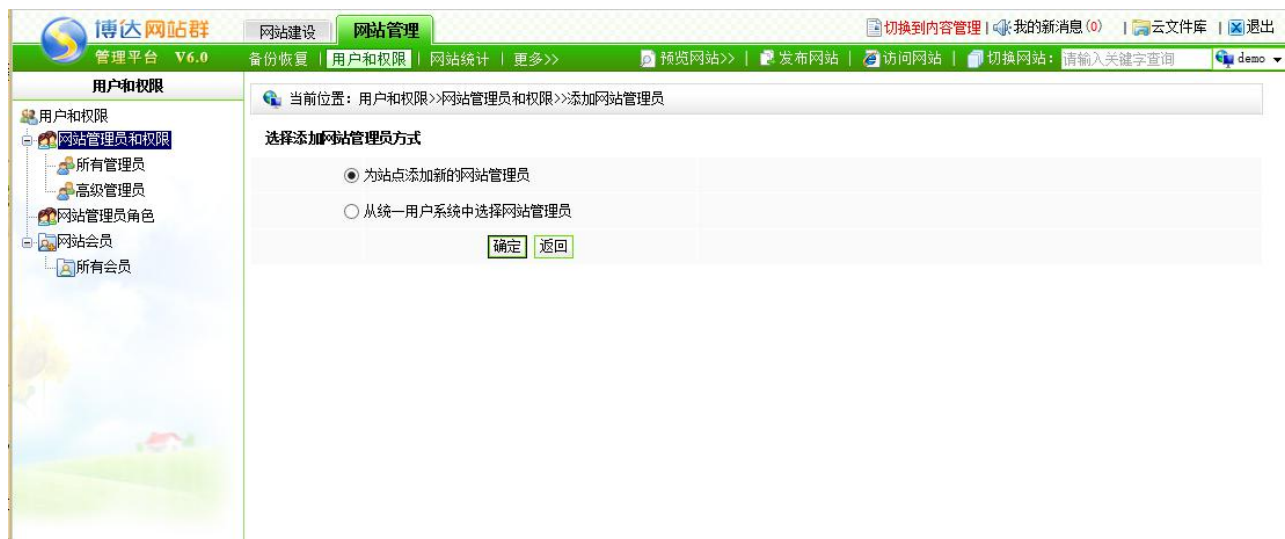 博达网站群
管理平台 V6.0
网站建设 网站管理
切换到内容管理 | 我的新消息(0) | 云文件库 | 退出
备份恢复 | 用户和权限 | 网站统计 | 更多>>
预览网站>> | 发布网站 | 访问网站 | 切换网站: 请输入关键字查询 demo
用户和权限
用户和权限
网站管理员和权限
所有管理员
高级管理员
网站管理员角色
网站会员
所有会员
当前位置: 用户和权限>>网站管理员和权限>>添加网站管理员
选择添加网站管理员方式
为站点添加新的网站管理员
从统一用户系统中选择网站管理员
确定 返回